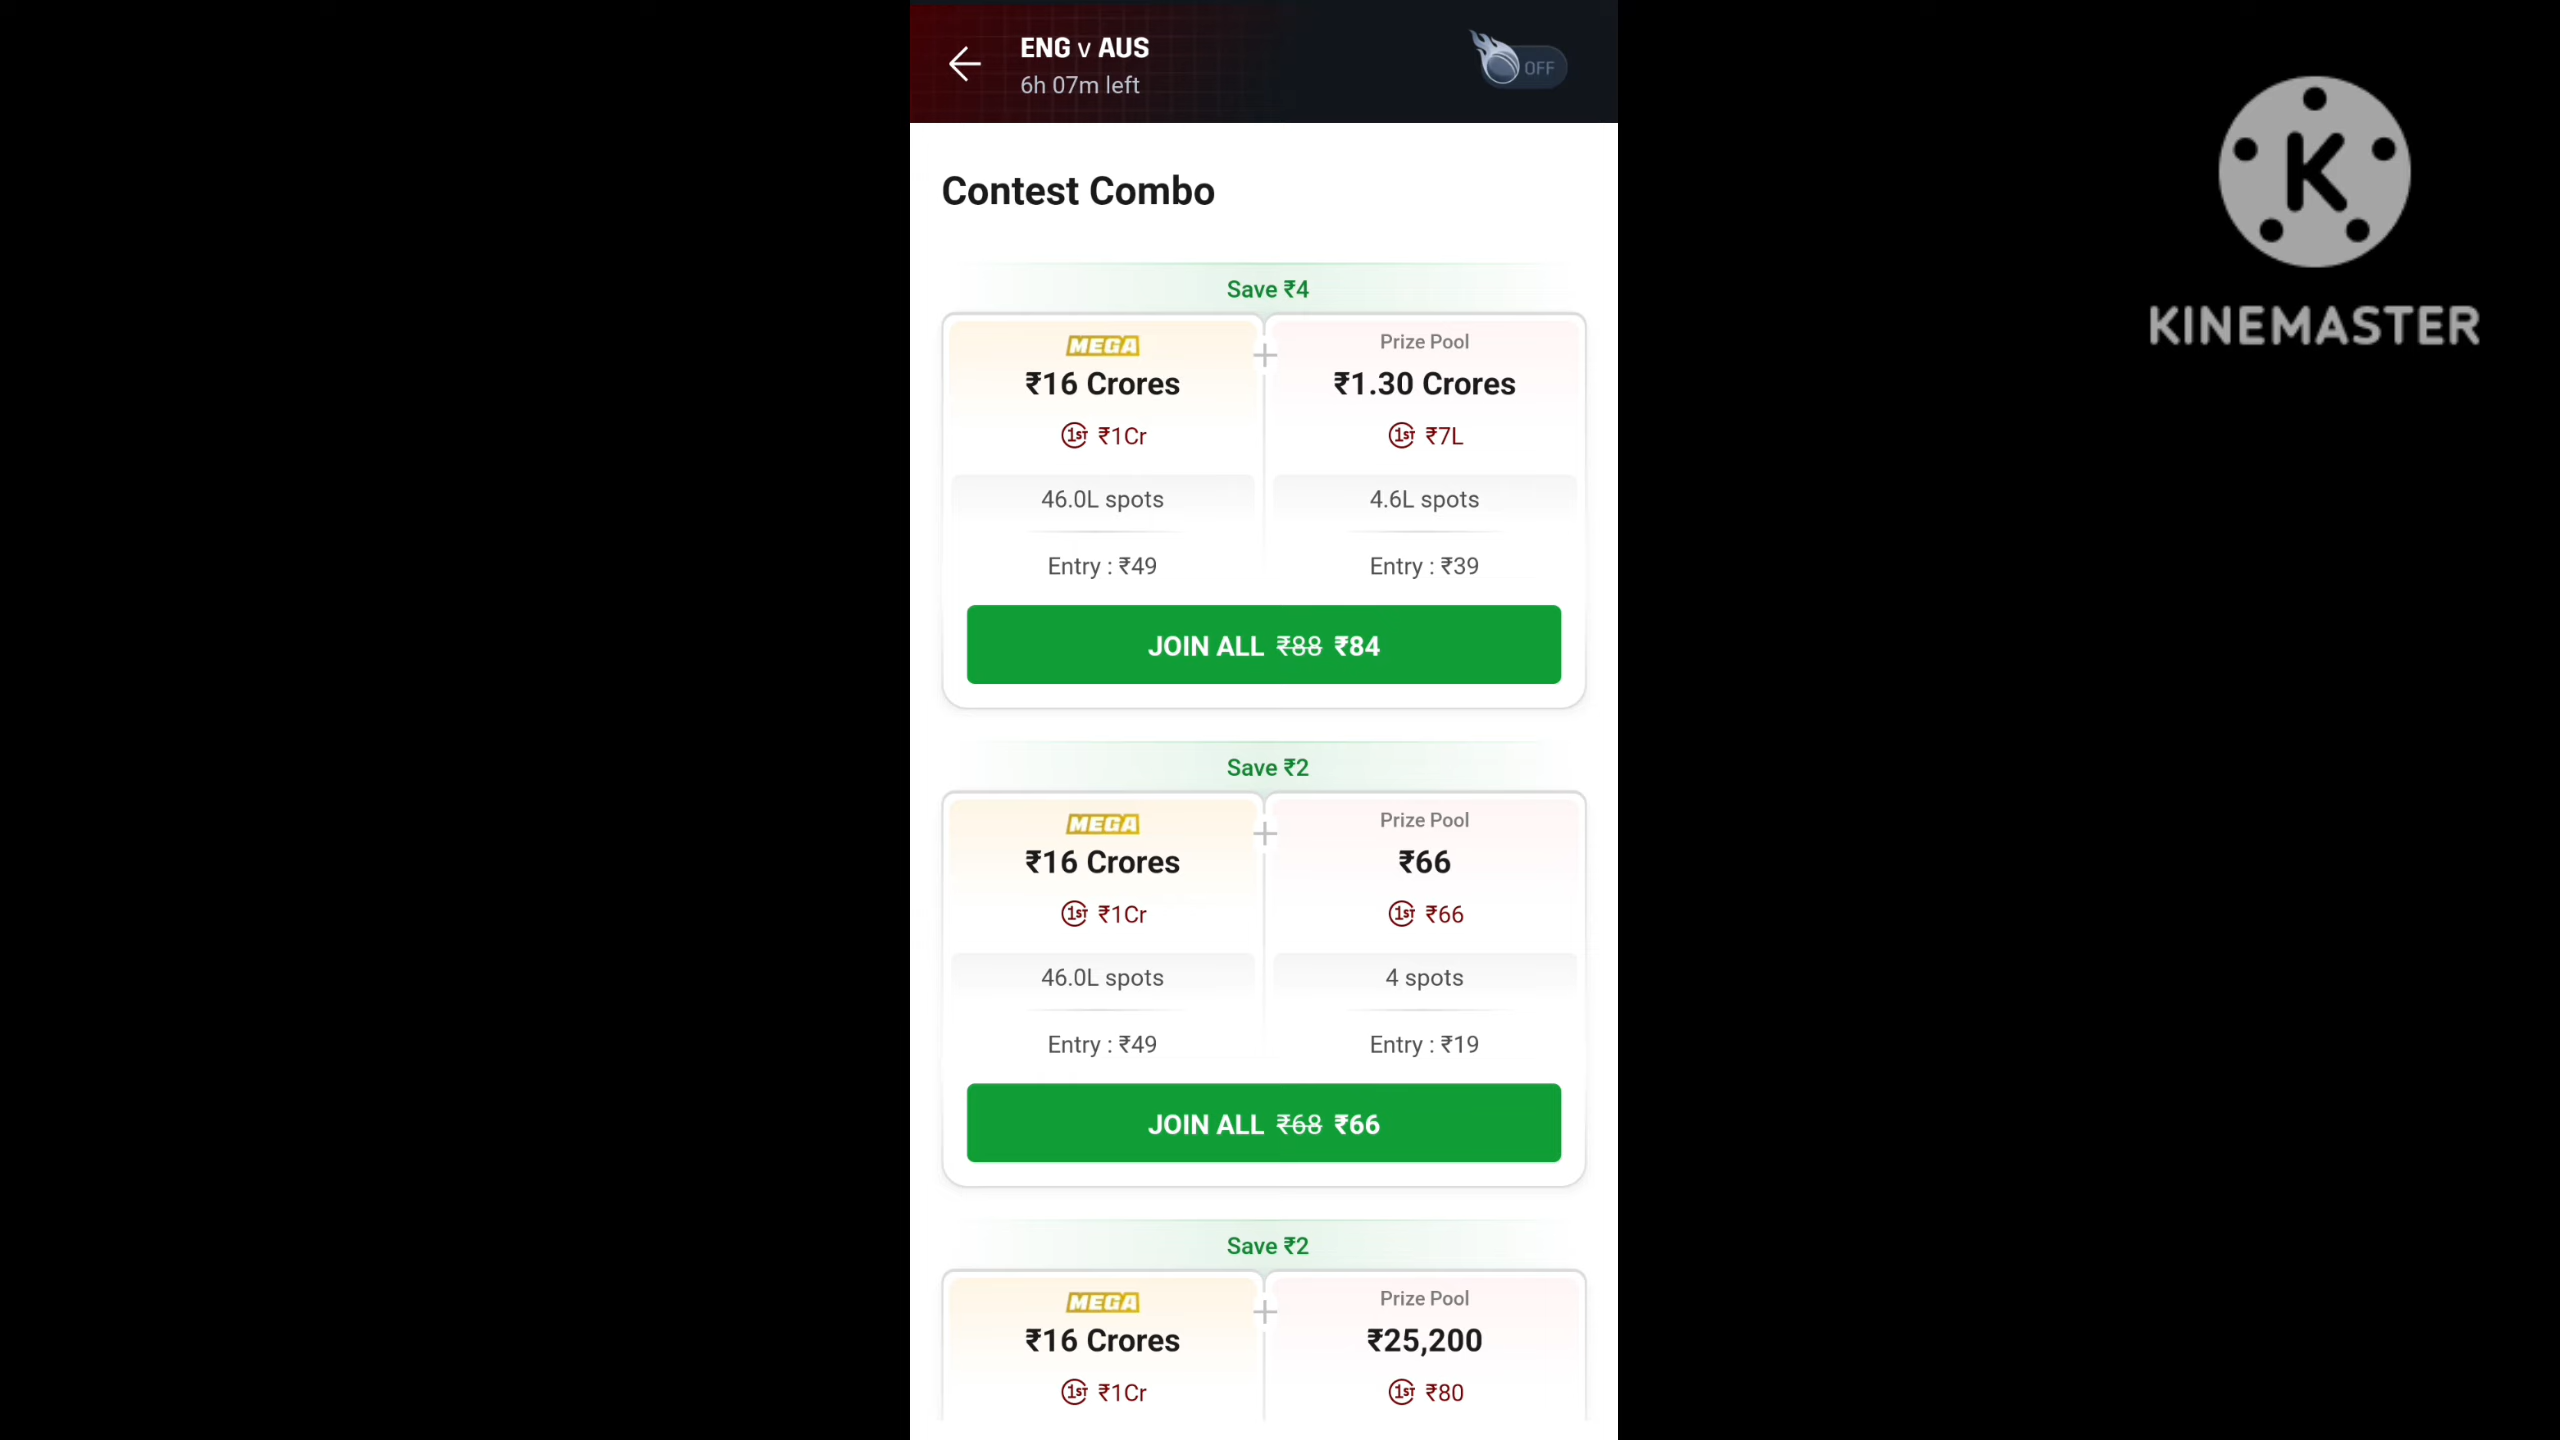 ENG v AUS
6h 07m left
OFF
Contest Combo
Save ₹4
MEGA
Prize Pool
₹16 Crores
₹1.30 Crores
1ST ₹1Cr
1ST ₹7L
46.0L spots
4.6L spots
Entry : ₹49
Entry : ₹39
JOIN ALL ₹88 ₹84
Save ₹2
MEGA
Prize Pool
₹16 Crores
₹66
1ST ₹1Cr
1ST ₹66
46.0L spots
4 spots
Entry : ₹49
Entry : ₹19
JOIN ALL ₹68 ₹66
Save ₹2
MEGA
Prize Pool
₹16 Crores
₹25,200
1ST ₹1Cr
1ST ₹80
K
KINEMASTER